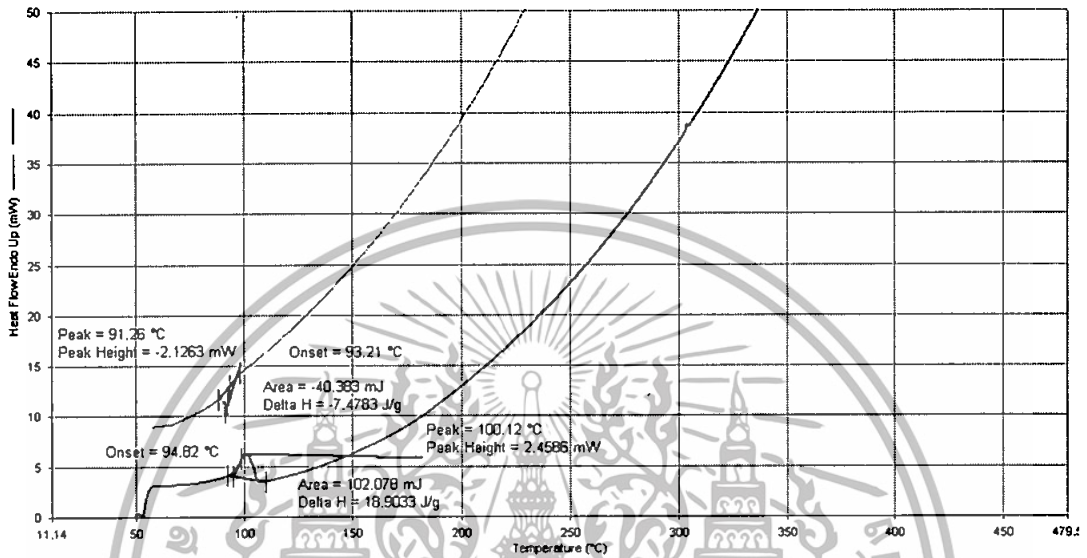 50
45
40
35
30
25
20
15
10
5
0
Heat Flow Endo Up (mW)
Peak = 91.26 °C
Peak Height = -2.1263 mW
Onset = 93.21 °C
Area = -40.383 mJ
Delta H = -7.4783 J/g
Peak = 100.12 °C
Peak Height = 2.4586 mW
Onset = 94.82 °C
Area = 102.078 mJ
Delta H = 18.9033 J/g
11.14
50
100
150
200
250
300
350
400
450
Temperature (°C)